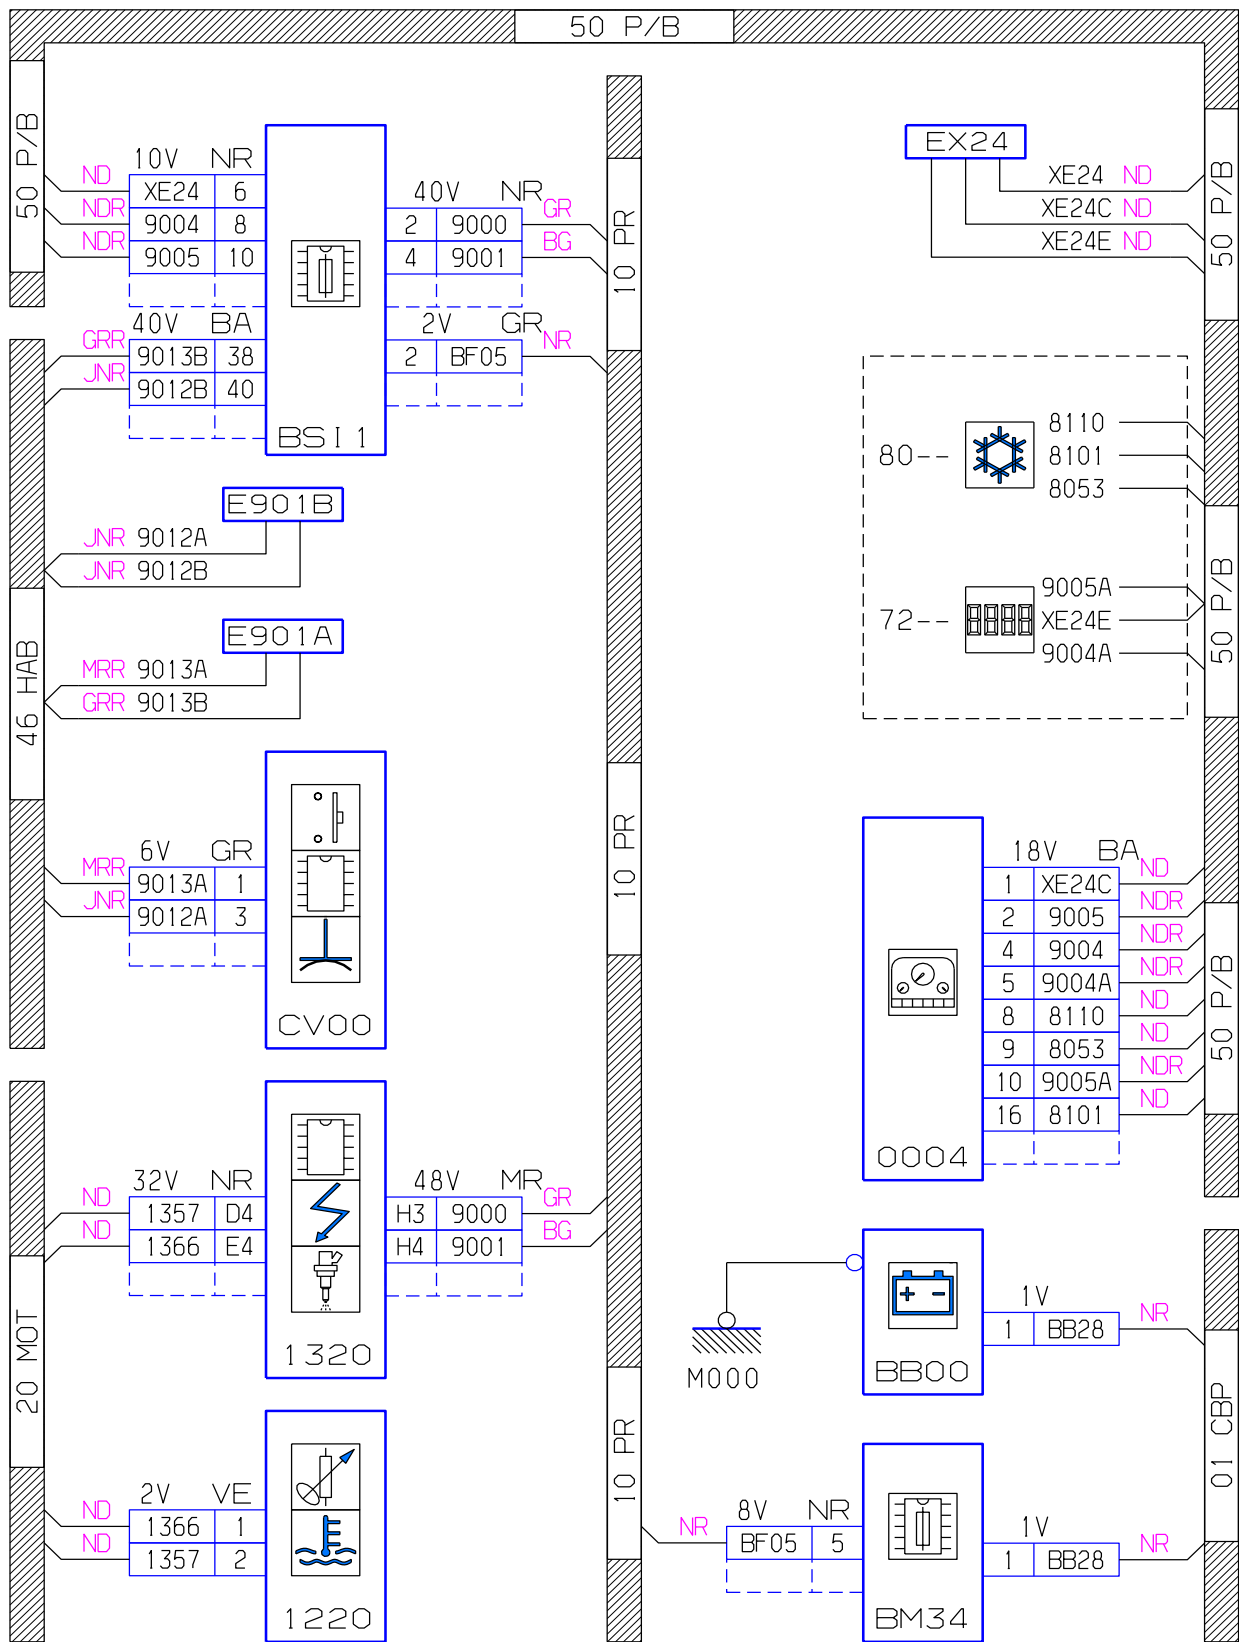 50 P/B
50 P/B
10V NR
ND XE24 6
NDR 9004 8
NDR 9005 10
40V NR
2 9000 GR
4 9001 BG
40V BA
GRR 9013B 38
JNR 9012B 40
2V GR
2 BF05 NR
BSI1
10 PR
EX24
XE24 ND
XE24C ND
XE24E ND
50 P/B
80--
8110
8101
8053
72--
9005A
XE24E
9004A
50 P/B
E901B
JNR 9012A
JNR 9012B
E901A
MRR 9013A
GRR 9013B
46 HAB
6V GR
MRR 9013A 1
JNR 9012A 3
CV00
10 PR
18V BA
1 XE24C ND
2 9005 NDR
4 9004 NDR
5 9004A NDR
8 8110 ND
9 8053 ND
10 9005A NDR
16 8101 ND
0004
50 P/B
32V NR
ND 1357 D4
ND 1366 E4
48V MR
H3 9000 GR
H4 9001 BG
1320
20 MOT
M000
1V
1 BB28 NR
BB00
01 CBP
2V VE
ND 1366 1
ND 1357 2
1220
10 PR
8V NR
NR BF05 5
1V
1 BB28 NR
BM34